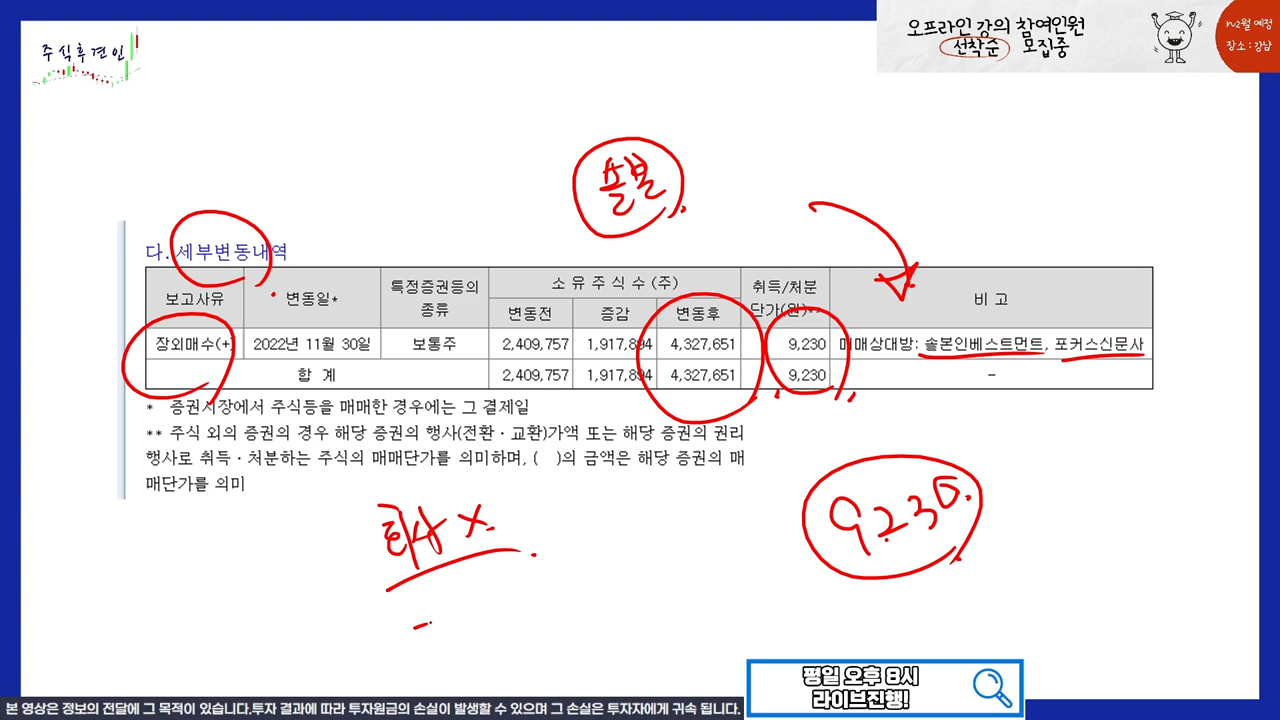 주식후견인
오프라인 강의 참여인원
선착순 모집중
12월 예정
장소 : 강남
솔본
다. 세부변동내역
보고사유 변동일* 특정증권등의 종류 소 유 주 식 수 (주) 취득/처분 단가(원)** 비 고
변동전 증감 변동후
장외매수(+) 2022년 11월 30일 보통주 2,409,757 1,917,894 4,327,651 9,230 매매상대방: 솔본인베스트먼트, 포커스신문사
합 계 2,409,757 1,917,894 4,327,651 9,230 -
* 증권시장에서 주식등을 매매한 경우에는 그 결제일
** 주식 외의 증권의 경우 해당 증권의 행사(전환·교환)가액 또는 해당 증권의 권리
행사로 취득·처분하는 주식의 매매단가를 의미하며, ( )의 금액은 해당 증권의 매
매단가를 의미
회사 X.
9230.
평일 오후 8시
라이브진행!
본 영상은 정보의 전달에 그 목적이 있습니다.투자 결과에 따라 투자원금의 손실이 발생할 수 있으며 그 손실은 투자자에게 귀속 됩니다.